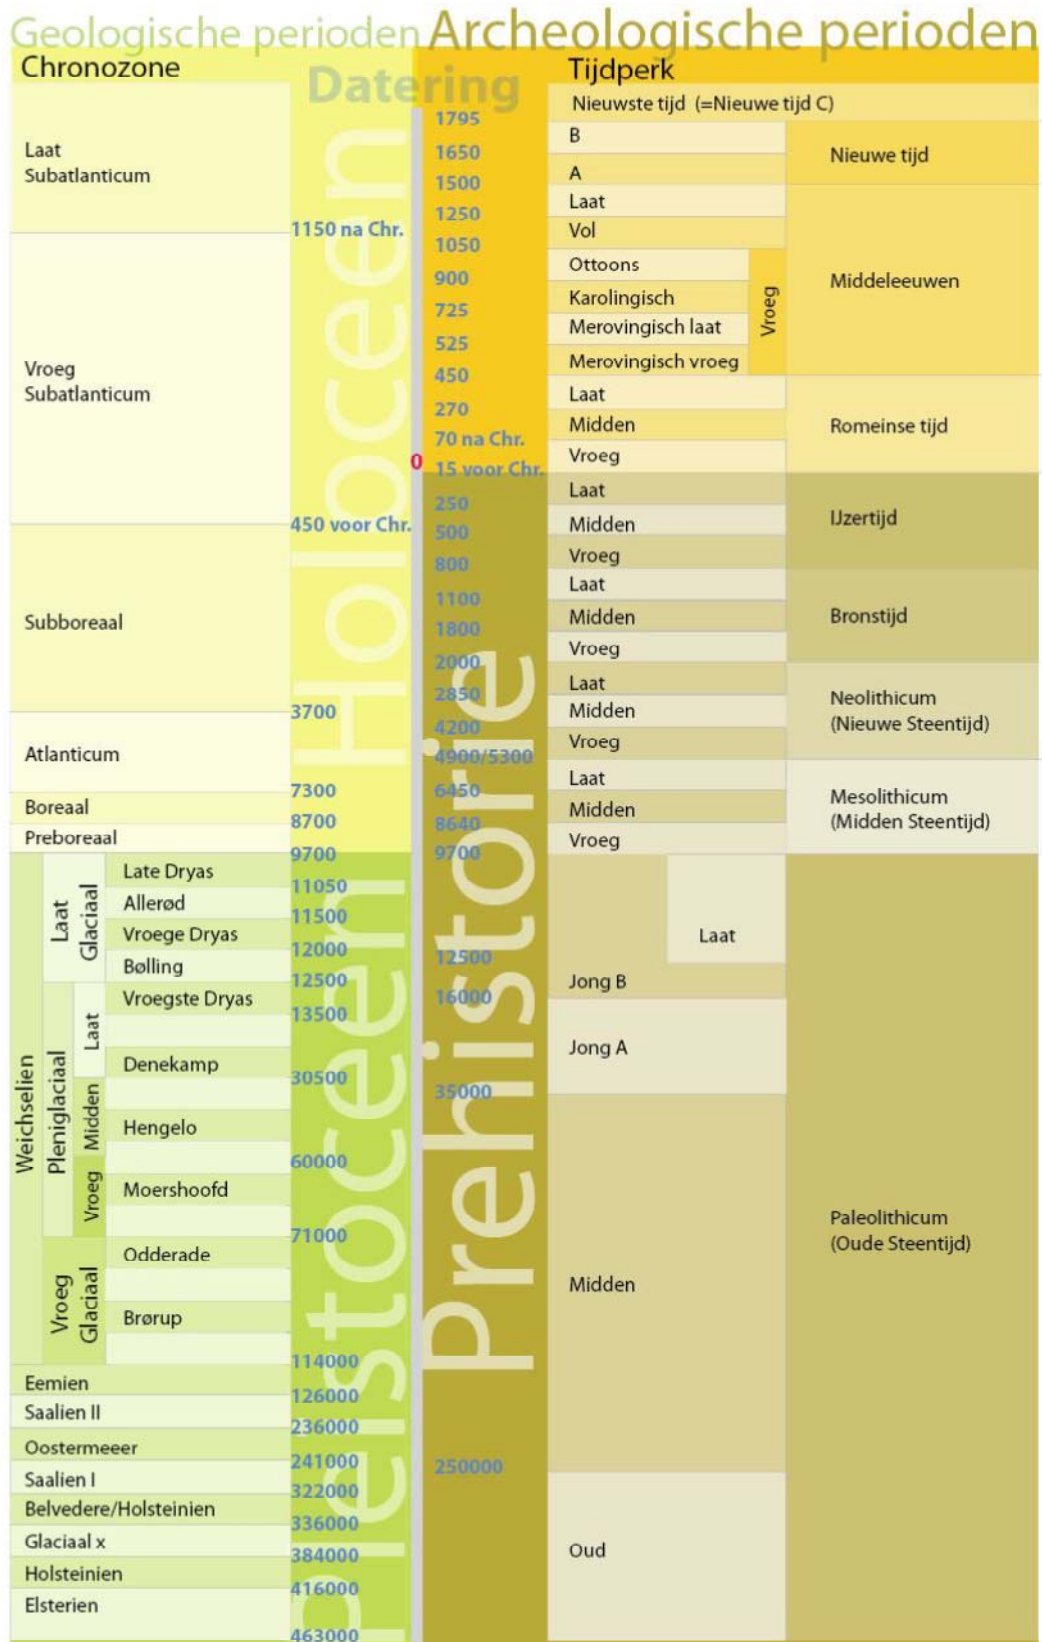 Geologische perioden
Archeologische perioden
Chronozone
Datering
Tijdperk
Holoceen
Pleistoceen
Prehistorie
Laat
Subatlanticum
1150 na Chr.
Vroeg
Subatlanticum
450 voor Chr.
Subboreaal
3700
Atlanticum
7300
Boreaal
8700
Preboreaal
9700
Weichselien
Laat
Glaciaal
Late Dryas
11050
Allerød
11500
Vroege Dryas
12000
Bølling
12500
Pleniglaciaal
Laat
Vroegste Dryas
13500
Denekamp
30500
Midden
Hengelo
60000
Vroeg
Moershoofd
71000
Vroeg
Glaciaal
Odderade
Brørup
114000
Eemien
126000
Saalien II
236000
Oostermeeer
241000
Saalien I
322000
Belvedere/Holsteinien
336000
Glaciaal x
384000
Holsteinien
416000
Elsterien
463000
Nieuwste tijd (=Nieuwe tijd C)
1795
B
1650
A
1500
Nieuwe tijd
Laat
1250
Vol
1050
Ottoons
900
Karolingisch
725
Merovingisch laat
525
Merovingisch vroeg
450
Vroeg
Middeleeuwen
Laat
270
Midden
70 na Chr.
Vroeg
0
15 voor Chr.
Romeinse tijd
Laat
250
Midden
500
Vroeg
800
IJzertijd
Laat
1100
Midden
1800
Vroeg
2000
Bronstijd
Laat
2850
Midden
4200
Vroeg
4900/5300
Neolithicum
(Nieuwe Steentijd)
Laat
6450
Midden
8640
Vroeg
9700
Mesolithicum
(Midden Steentijd)
Laat
12500
Jong B
16000
Jong A
35000
Midden
250000
Oud
Paleolithicum
(Oude Steentijd)